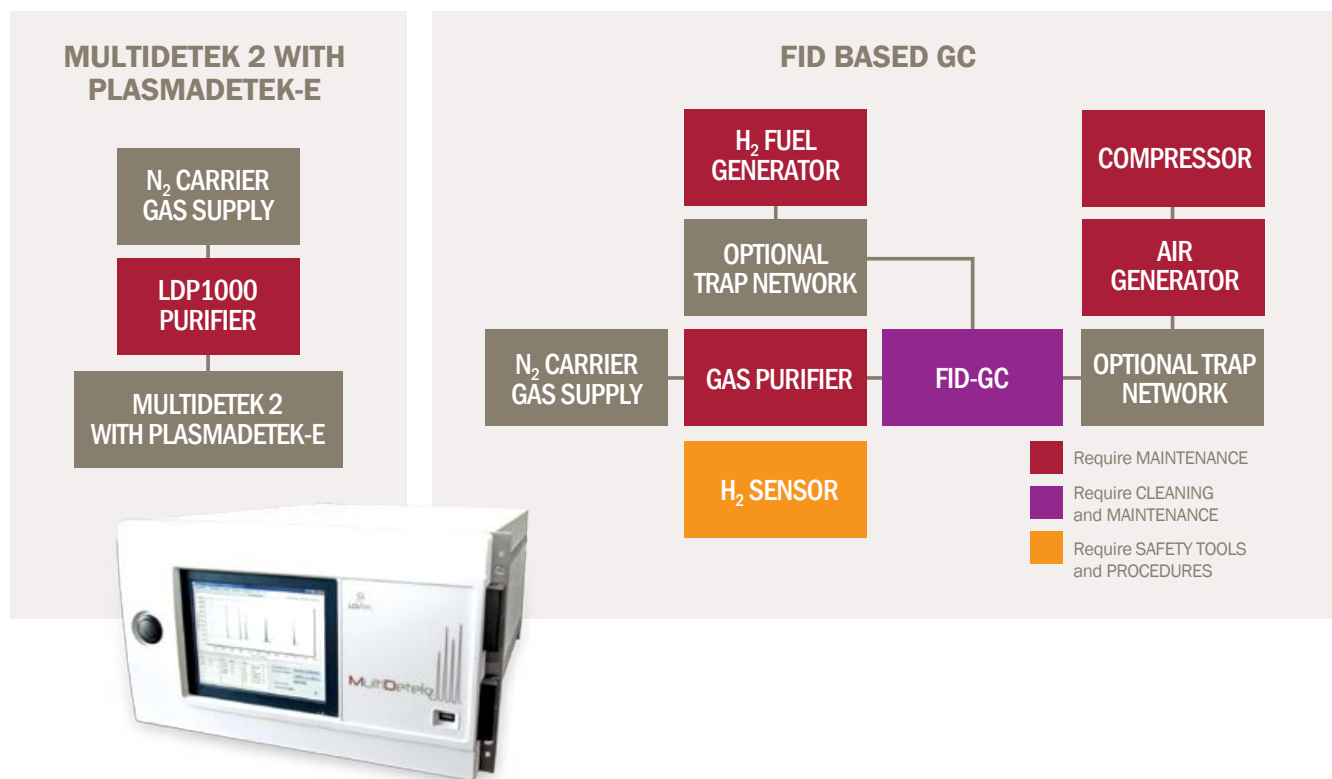 MULTIDETEK 2 WITH
PLASMADETEK-E
N₂ CARRIER
GAS SUPPLY
LDP1000
PURIFIER
MULTIDETEK 2
WITH PLASMADETEK-E
FID BASED GC
H₂ FUEL
GENERATOR
COMPRESSOR
OPTIONAL
TRAP NETWORK
AIR
GENERATOR
N₂ CARRIER
GAS SUPPLY
GAS PURIFIER
FID-GC
OPTIONAL TRAP
NETWORK
H₂ SENSOR
Require MAINTENANCE
Require CLEANING
and MAINTENANCE
Require SAFETY TOOLS
and PROCEDURES
MultiDetek2